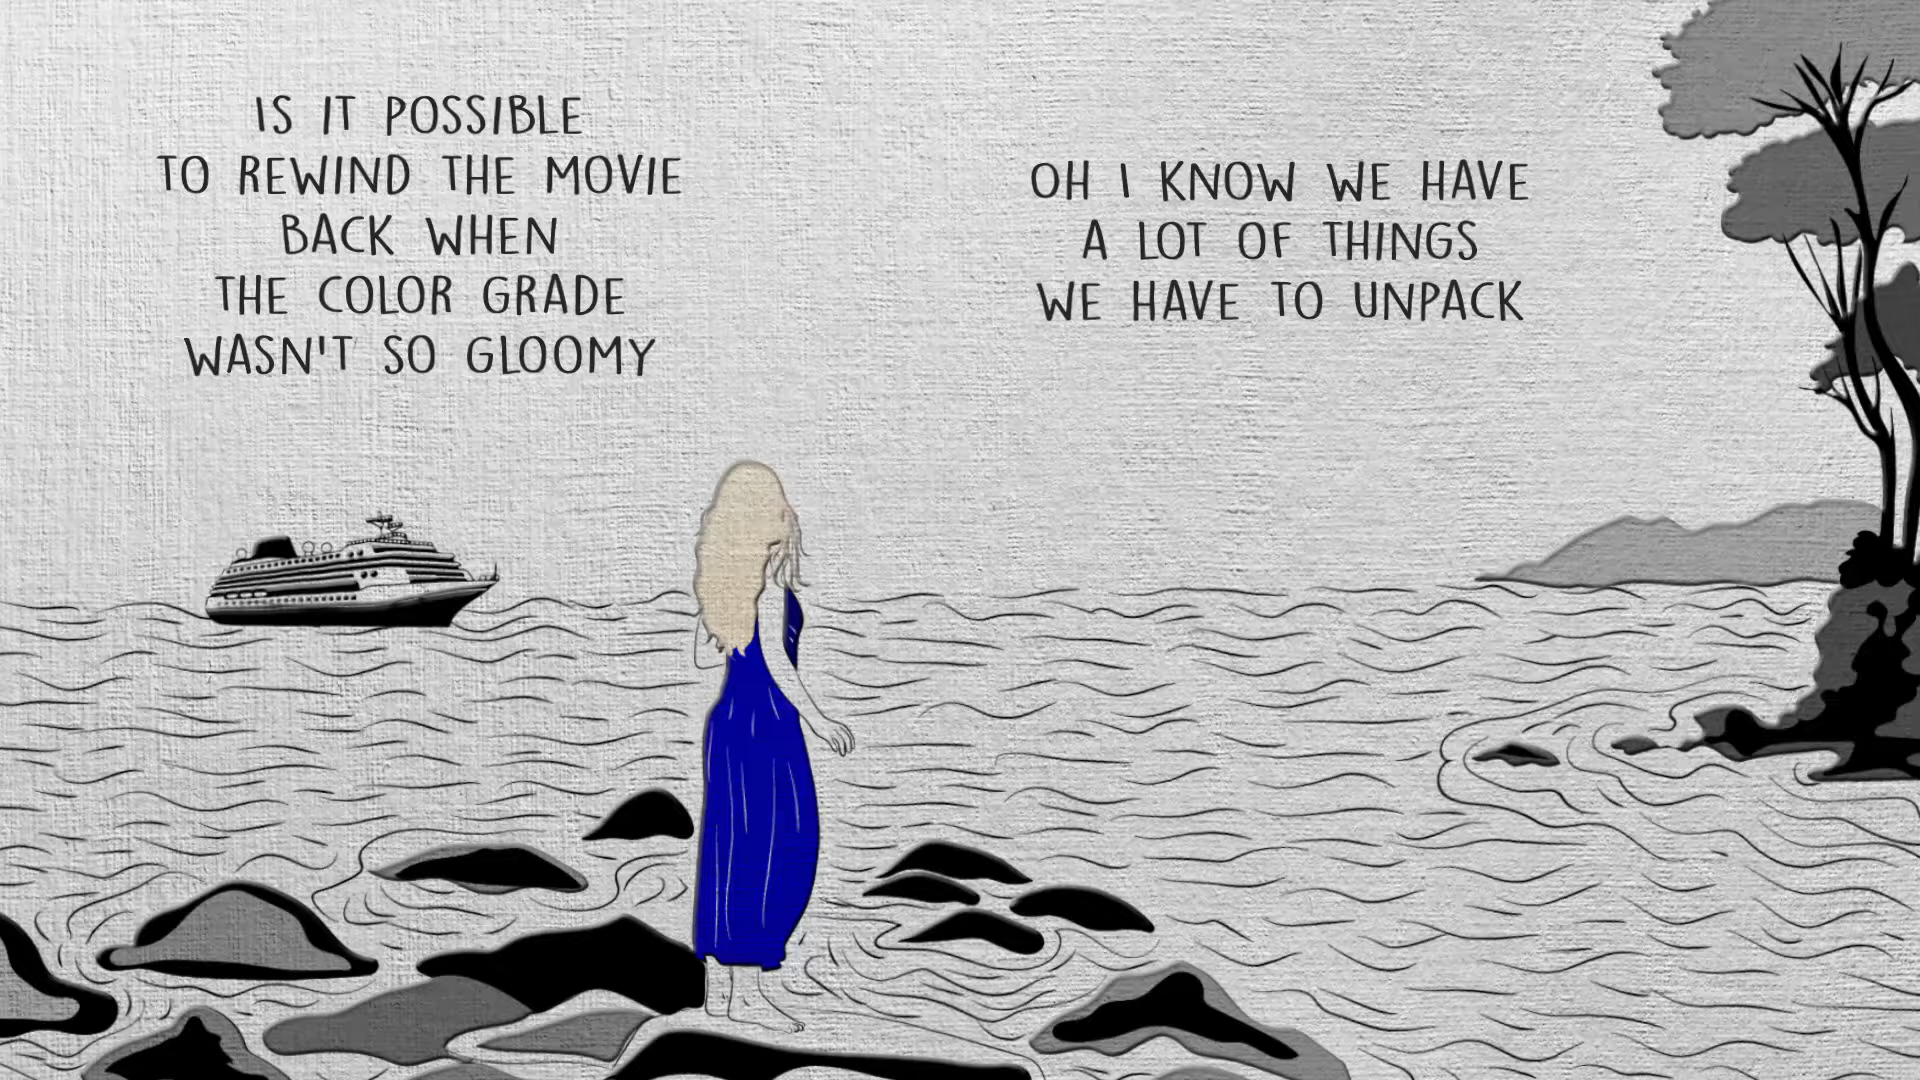 IS IT POSSIBLE
TO REWIND THE MOVIE
BACK WHEN
THE COLOR GRADE
WASN'T SO GLOOMY
OH I KNOW WE HAVE
A LOT OF THINGS
WE HAVE TO UNPACK